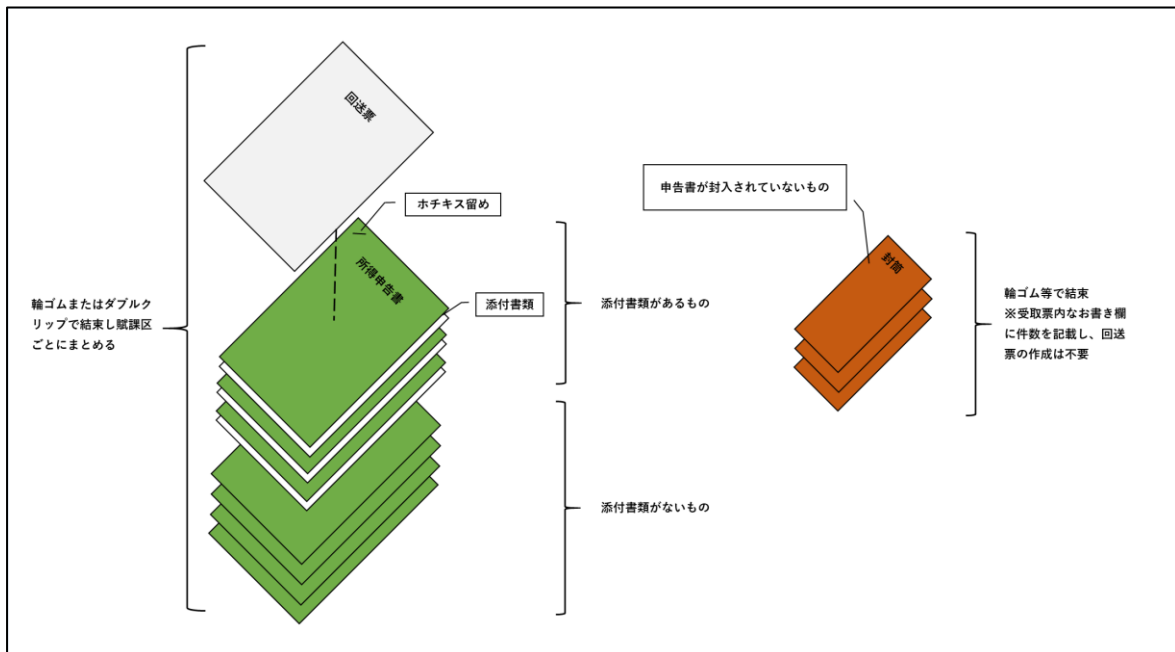 回送票
ホチキス留め
所得申告書
添付書類
輪ゴムまたはダブルク
リップで結束し賦課区
ごとにまとめる
添付書類があるもの
添付書類がないもの
申告書が封入されていないもの
封筒
輪ゴム等で結束
※受取票内なお書き欄
に件数を記載し、回送
票の作成は不要